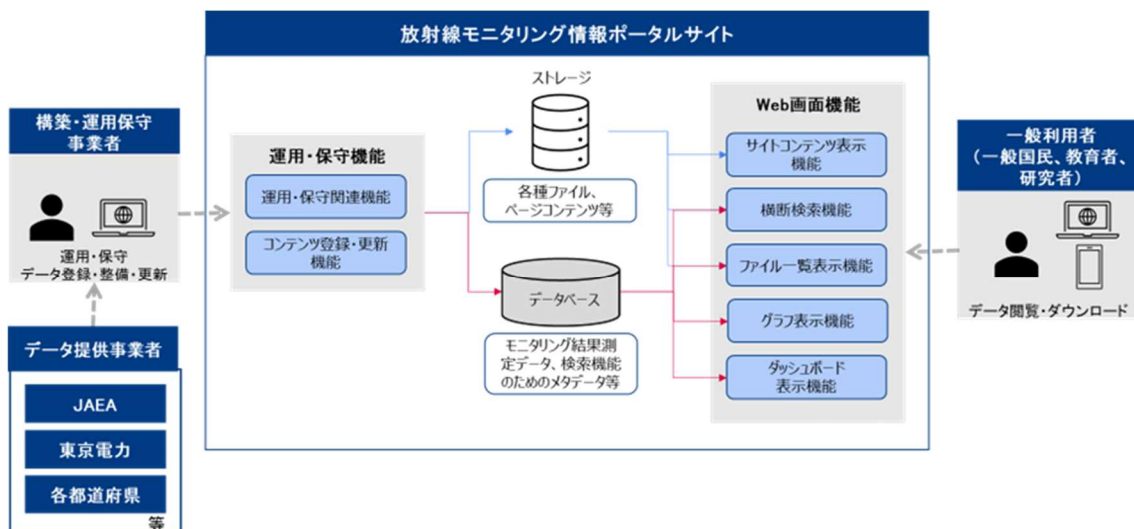 放射線モニタリング情報ポータルサイト
構築・運用保守
事業者
運用・保守
データ登録・整備・更新
データ提供事業者
JAEA
東京電力
各都道府県
等
運用・保守機能
運用・保守関連機能
コンテンツ登録・更新
機能
ストレージ
各種ファイル、
ページコンテンツ等
データベース
モニタリング結果測
定データ、検索機能
のためのメタデータ等
Web画面機能
サイトコンテンツ表示
機能
横断検索機能
ファイル一覧表示機能
グラフ表示機能
ダッシュボード
表示機能
一般利用者
（一般国民、教育者、
研究者）
データ閲覧・ダウンロード